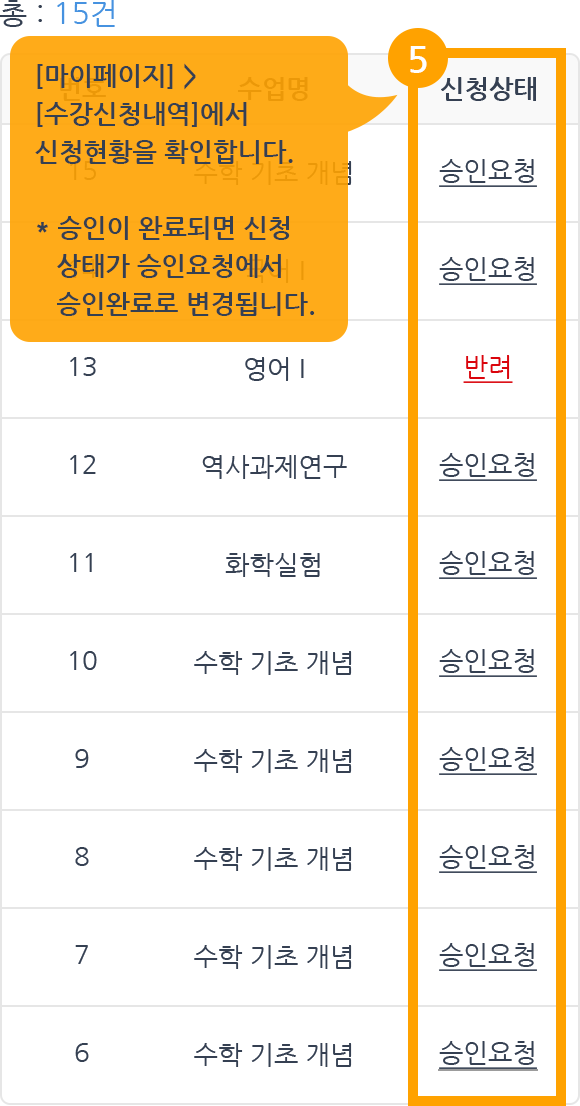 총 : 15건
5
[마이페이지] >
[수강신청내역]에서
신청현황을 확인합니다.
* 승인이 완료되면 신청
상태가 승인요청에서
승인완료로 변경됩니다.
번호 수업명 신청상태
15 수학 기초 개념 승인요청
승인요청
13 영어 I 반려
12 역사과제연구 승인요청
11 화학실험 승인요청
10 수학 기초 개념 승인요청
9 수학 기초 개념 승인요청
8 수학 기초 개념 승인요청
7 수학 기초 개념 승인요청
6 수학 기초 개념 승인요청